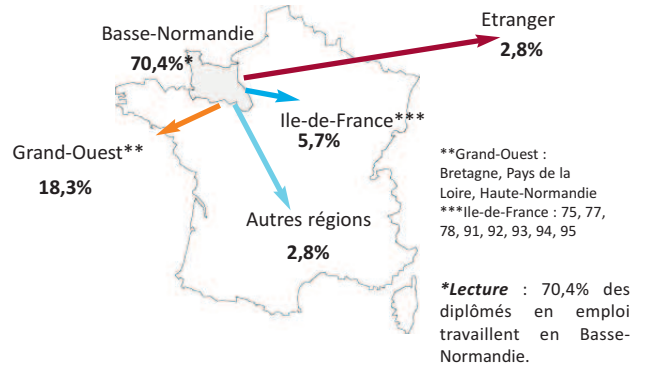 Basse-Normandie
70,4%*
Etranger
2,8%
Ile-de-France***
5,7%
Grand-Ouest**
18,3%
Autres régions
2,8%
**Grand-Ouest :
Bretagne, Pays de la
Loire, Haute-Normandie
***Ile-de-France : 75, 77,
78, 91, 92, 93, 94, 95
*Lecture : 70,4% des
diplômés en emploi
travaillent en Basse-
Normandie.